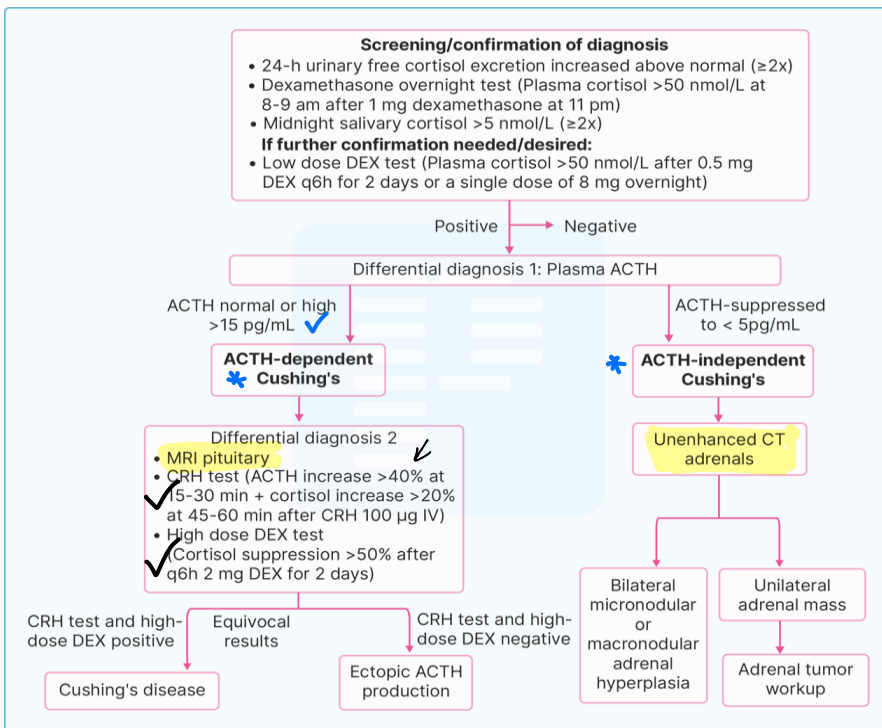 Screening/confirmation of diagnosis
• 24-h urinary free cortisol excretion increased above normal (≥2x)
• Dexamethasone overnight test (Plasma cortisol >50 nmol/L at
8-9 am after 1 mg dexamethasone at 11 pm)
• Midnight salivary cortisol >5 nmol/L (≥2x)
If further confirmation needed/desired:
• Low dose DEX test (Plasma cortisol >50 nmol/L after 0.5 mg
DEX q6h for 2 days or a single dose of 8 mg overnight)
Positive
Negative
Differential diagnosis 1: Plasma ACTH
ACTH normal or high
>15 pg/mL
ACTH-suppressed
to < 5pg/mL
ACTH-dependent
Cushing's
ACTH-independent
Cushing's
Differential diagnosis 2
• MRI pituitary
• CRH test (ACTH increase >40% at
15-30 min + cortisol increase >20%
at 45-60 min after CRH 100 µg IV)
• High dose DEX test
(Cortisol suppression >50% after
q6h 2 mg DEX for 2 days)
Unenhanced CT
adrenals
CRH test and high-
dose DEX positive
Equivocal
results
CRH test and high-
dose DEX negative
Cushing's disease
Ectopic ACTH
production
Bilateral
micronodular
or
macronodular
adrenal
hyperplasia
Unilateral
adrenal mass
Adrenal tumor
workup